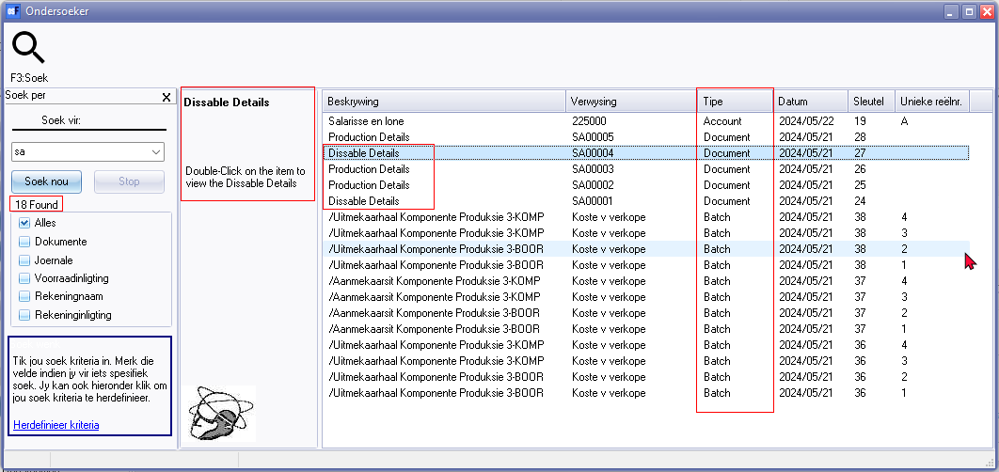 Ondersoeker
F3:Soek
Soek per
Soek vir:
sa
Soek nou Stop
18 Found
Alles
Dokumente
Joernale
Voorraadinligting
Rekeningnaam
Rekeninginligting
Tik jou soek kriteria in. Merk die
velde indien jy vir iets spesifiek
soek. Jy kan ook hieronder klik om
jou soek kriteria te herdefinieer.
Herdefinieer kriteria
Dissable Details
Double-Click on the item to
view the Dissable Details
Beskrywing Verwysing Tipe Datum Sleutel Unieke reëlnr.
Salarisse en lone 225000 Account 2024/05/22 19 A
Production Details SA00005 Document 2024/05/21 28
Dissable Details SA00004 Document 2024/05/21 27
Production Details SA00003 Document 2024/05/21 26
Production Details SA00002 Document 2024/05/21 25
Dissable Details SA00001 Document 2024/05/21 24
/Uitmekaarhaal Komponente Produksie 3-KOMP Koste v verkope Batch 2024/05/21 38 4
/Uitmekaarhaal Komponente Produksie 3-KOMP Koste v verkope Batch 2024/05/21 38 3
/Uitmekaarhaal Komponente Produksie 3-BOOR Koste v verkope Batch 2024/05/21 38 2
/Uitmekaarhaal Komponente Produksie 3-BOOR Koste v verkope Batch 2024/05/21 38 1
/Aanmekaarsit Komponente Produksie 3-KOMP Koste v verkope Batch 2024/05/21 37 4
/Aanmekaarsit Komponente Produksie 3-KOMP Koste v verkope Batch 2024/05/21 37 3
/Aanmekaarsit Komponente Produksie 3-BOOR Koste v verkope Batch 2024/05/21 37 2
/Aanmekaarsit Komponente Produksie 3-BOOR Koste v verkope Batch 2024/05/21 37 1
/Uitmekaarhaal Komponente Produksie 3-KOMP Koste v verkope Batch 2024/05/21 36 4
/Uitmekaarhaal Komponente Produksie 3-KOMP Koste v verkope Batch 2024/05/21 36 3
/Uitmekaarhaal Komponente Produksie 3-BOOR Koste v verkope Batch 2024/05/21 36 2
/Uitmekaarhaal Komponente Produksie 3-BOOR Koste v verkope Batch 2024/05/21 36 1